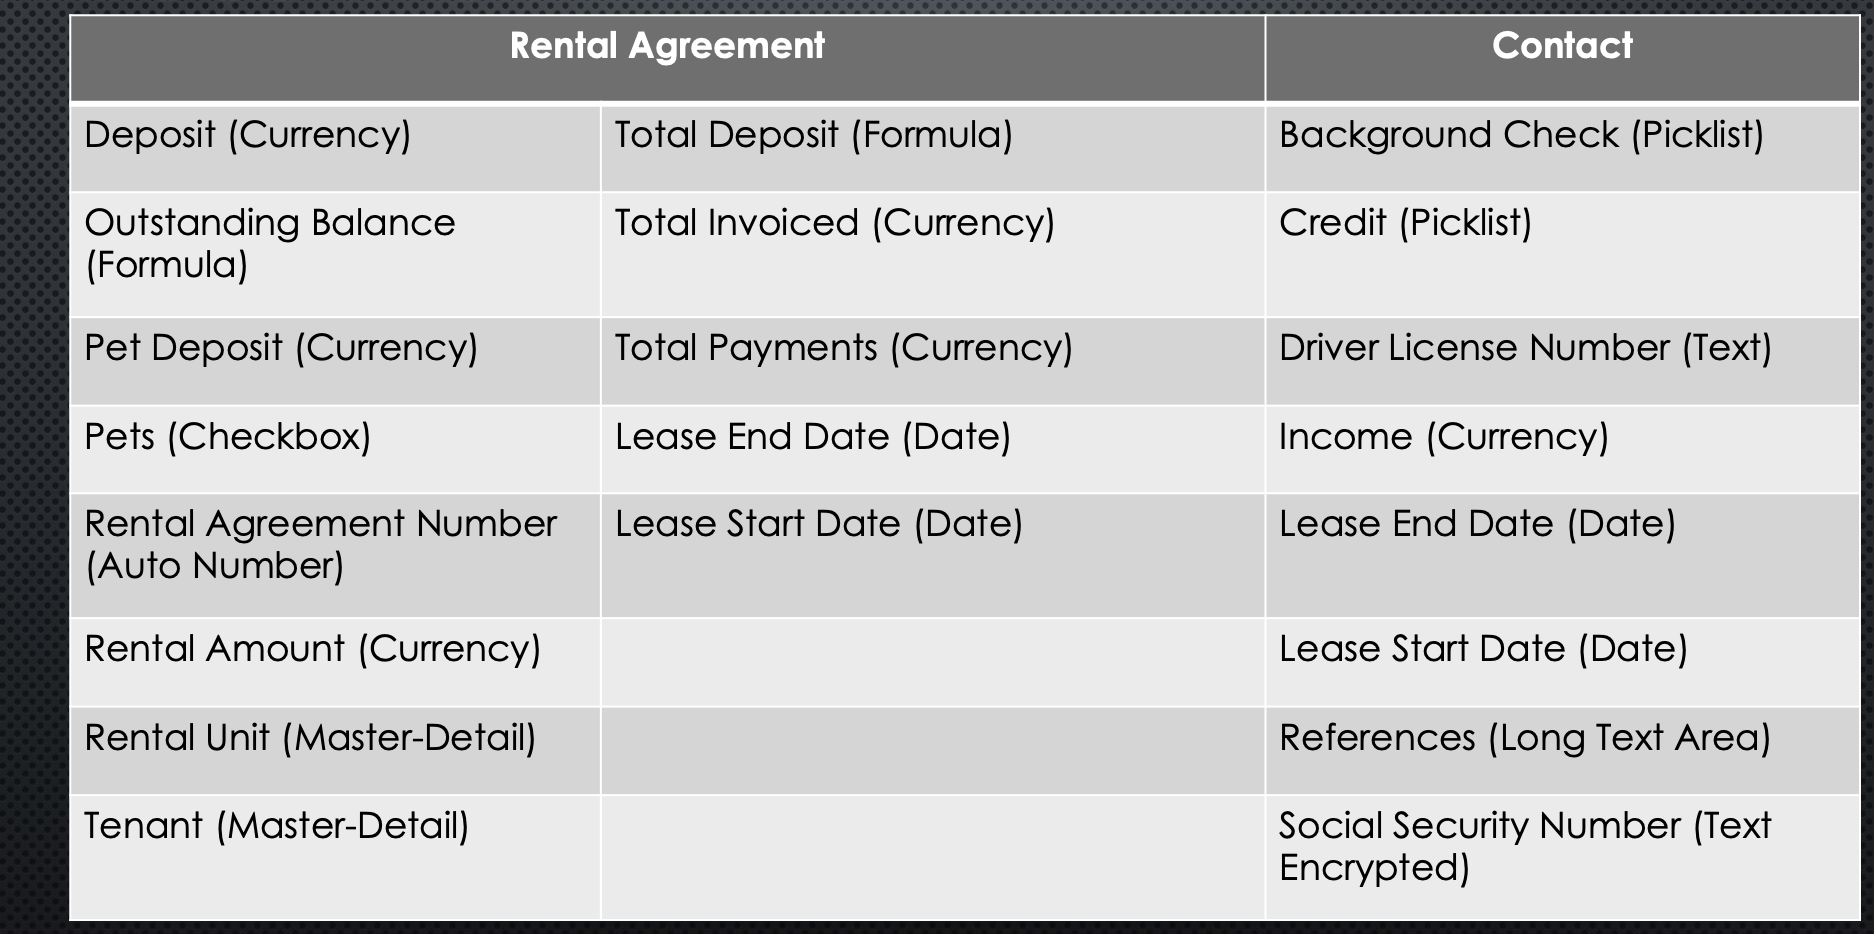 Rental Agreement
Contact
Deposit (Currency)
Total Deposit (Formula)
Background Check (Picklist)
Outstanding Balance
(Formula)
Total Invoiced (Currency)
Credit (Picklist)
Pet Deposit (Currency)
Total Payments (Currency)
Driver License Number (Text)
Pets (Checkbox)
Lease End Date (Date)
Income (Currency)
Rental Agreement Number
(Auto Number)
Lease Start Date (Date)
Lease End Date (Date)
Rental Amount (Currency)
Lease Start Date (Date)
Rental Unit (Master-Detail)
References (Long Text Area)
Tenant (Master-Detail)
Social Security Number (Text
Encrypted)